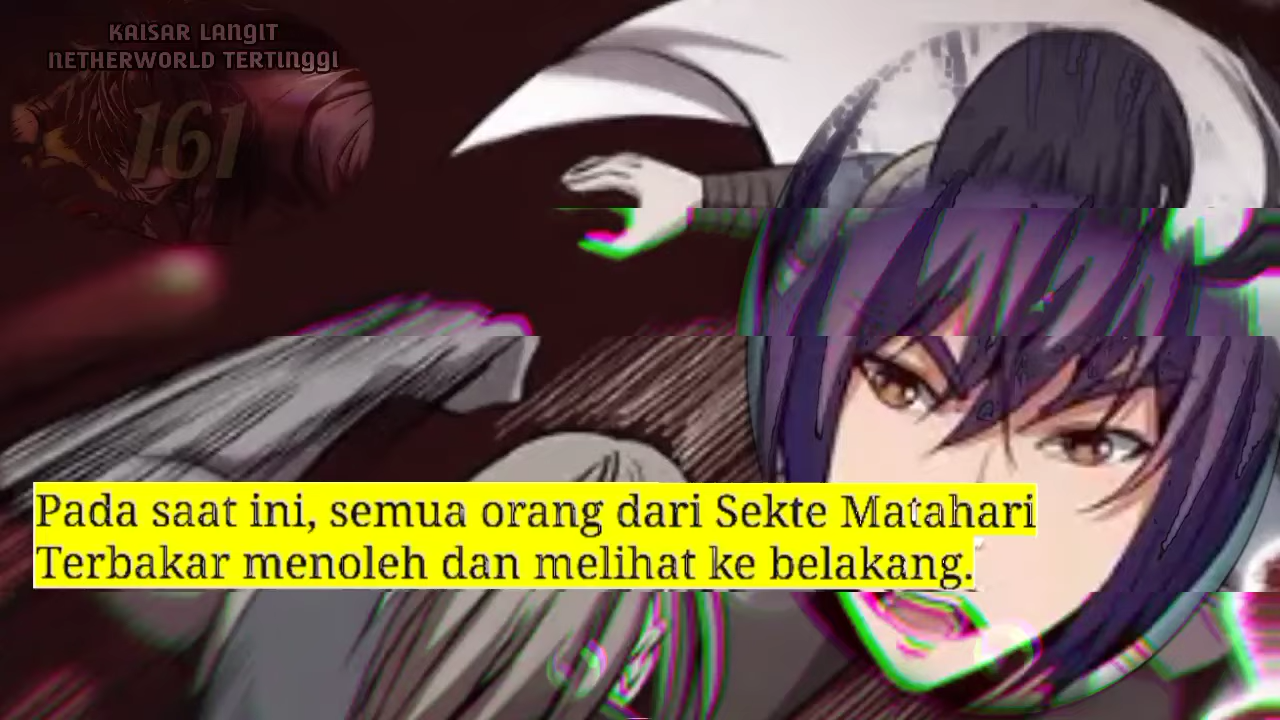 KAISAR LANGIT
NETHERWORLD TERTINGGI
161
Pada saat ini, semua orang dari Sekte Matahari
Terbakar menoleh dan melihat ke belakang.